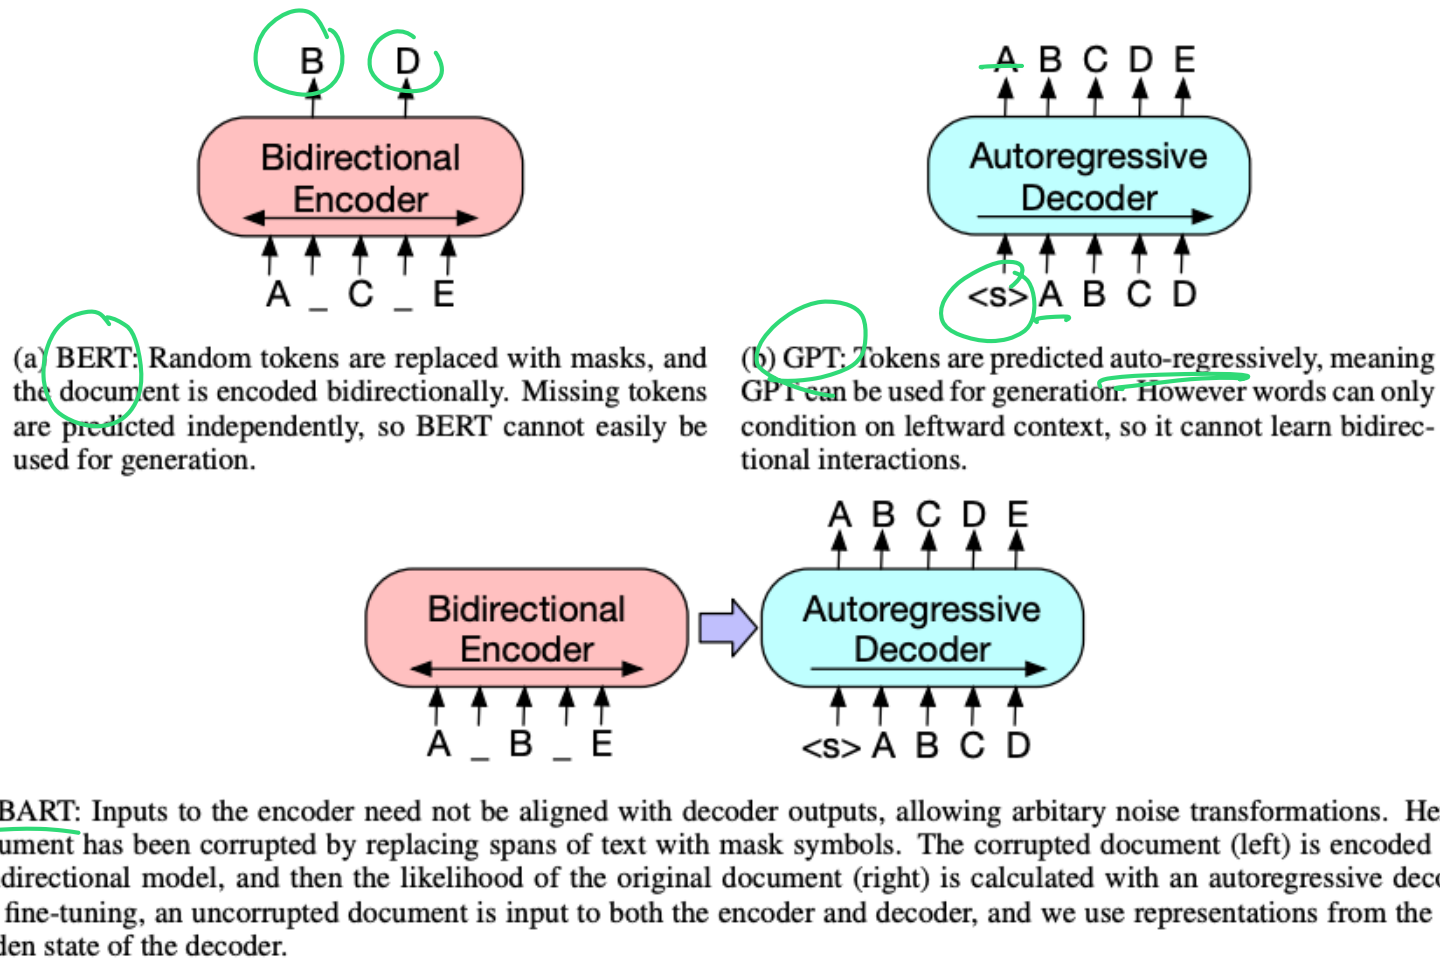 B D
Bidirectional
Encoder
A _ C _ E
(a) BERT: Random tokens are replaced with masks, and
the document is encoded bidirectionally. Missing tokens
are predicted independently, so BERT cannot easily be
used for generation.
A B C D E
Autoregressive
Decoder
<s> A B C D
(b) GPT: Tokens are predicted auto-regressively, meaning
GPT can be used for generation. However words can only
condition on leftward context, so it cannot learn bidirec-
tional interactions.
Bidirectional
Encoder
A _ B _ E
A B C D E
Autoregressive
Decoder
<s> A B C D
BART: Inputs to the encoder need not be aligned with decoder outputs, allowing arbitary noise transformations. He
ument has been corrupted by replacing spans of text with mask symbols. The corrupted document (left) is encoded
directional model, and then the likelihood of the original document (right) is calculated with an autoregressive deco
fine-tuning, an uncorrupted document is input to both the encoder and decoder, and we use representations from the
den state of the decoder.